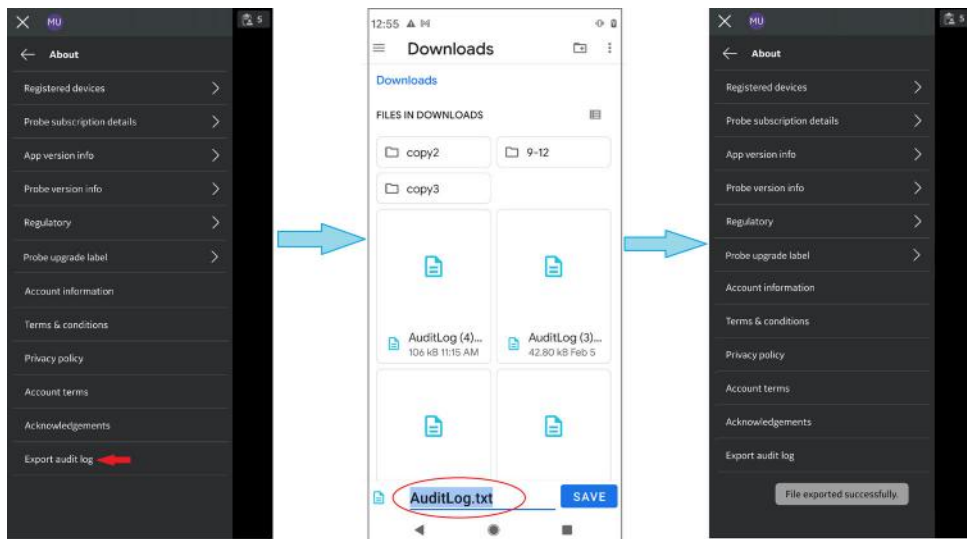 MU
5
About
Registered devices
Probe subscription details
App version info
Probe version info
Regulatory
Probe upgrade label
Account information
Terms & conditions
Privacy policy
Account terms
Acknowledgements
Export audit log
12:55
Downloads
Downloads
FILES IN DOWNLOADS
copy2
9-12
copy3
AuditLog (4)...
106 kB 11:15 AM
AuditLog (3)...
42.80 kB Feb 5
AuditLog.txt
SAVE
MU
5
About
Registered devices
Probe subscription details
App version info
Probe version info
Regulatory
Probe upgrade label
Account information
Terms & conditions
Privacy policy
Account terms
Acknowledgements
Export audit log
File exported successfully.